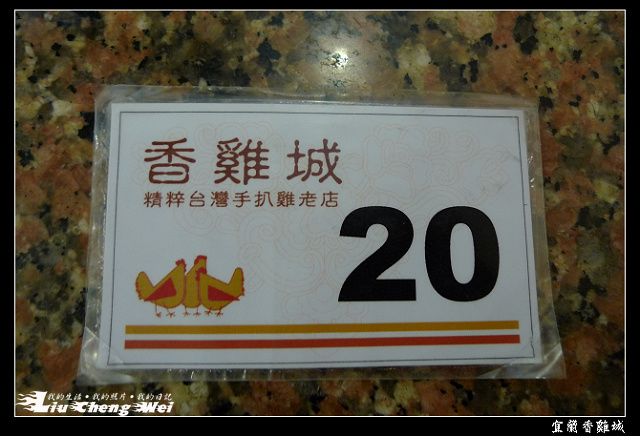 香雞城
精粹台灣手扒雞老店
20
我的生活·我的照片·我的日記
Liu Cheng Wei
宜蘭香雞城